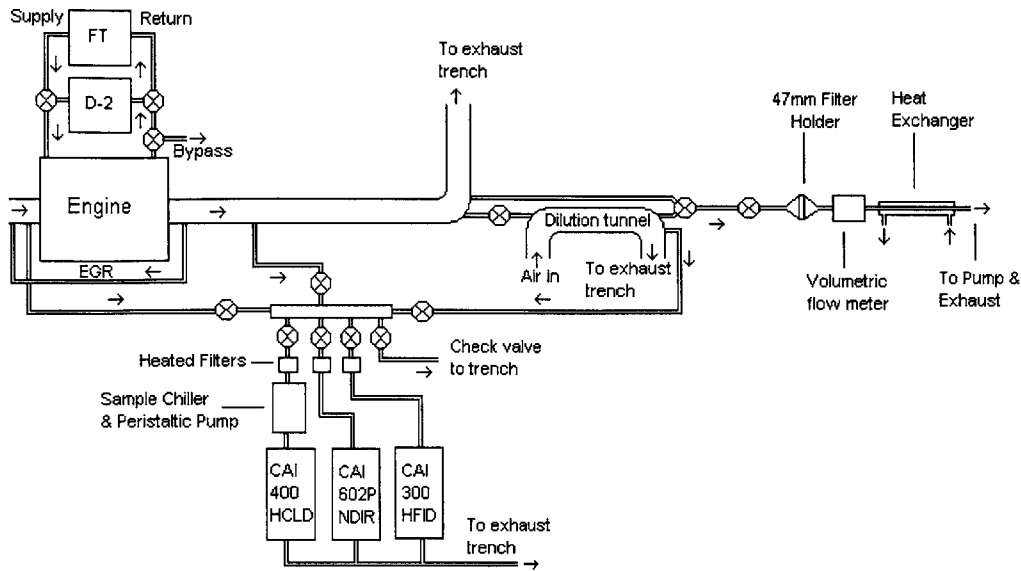 Supply
Return
FT
D-2
Bypass
Engine
EGR
To exhaust
trench
47mm Filter
Holder
Heat
Exchanger
Dilution tunnel
Air in
To exhaust
trench
Volumetric
flow meter
To Pump &
Exhaust
Heated Filters
Check valve
to trench
Sample Chiller
& Peristaltic Pump
CAI
400
HCLD
CAI
602P
NDIR
CAI
300
HFID
To exhaust
trench